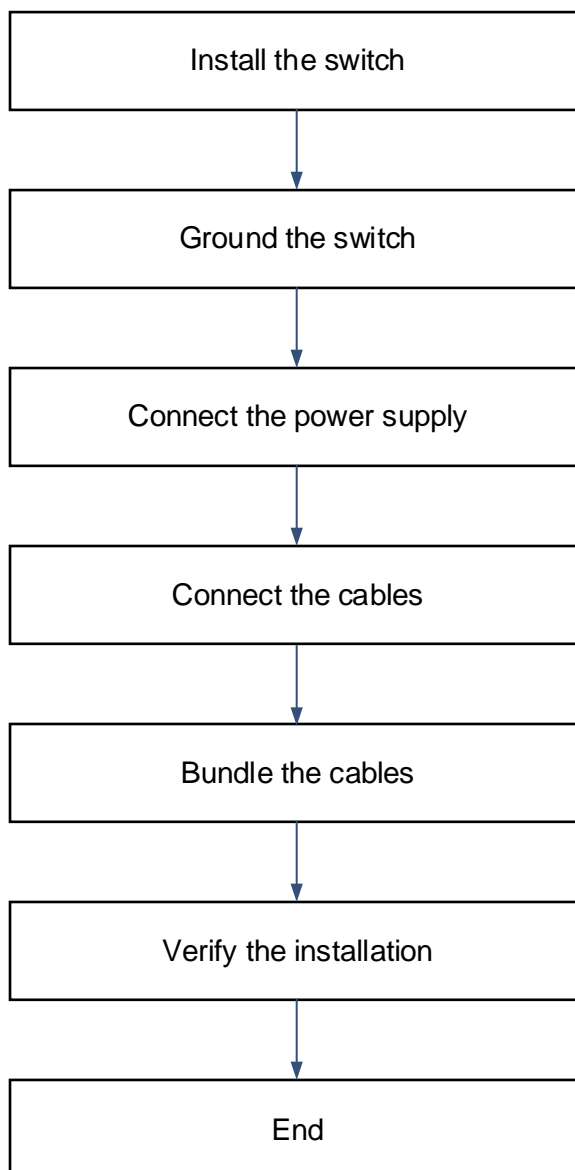 Install the switch
Ground the switch
Connect the power supply
Connect the cables
Bundle the cables
Verify the installation
End